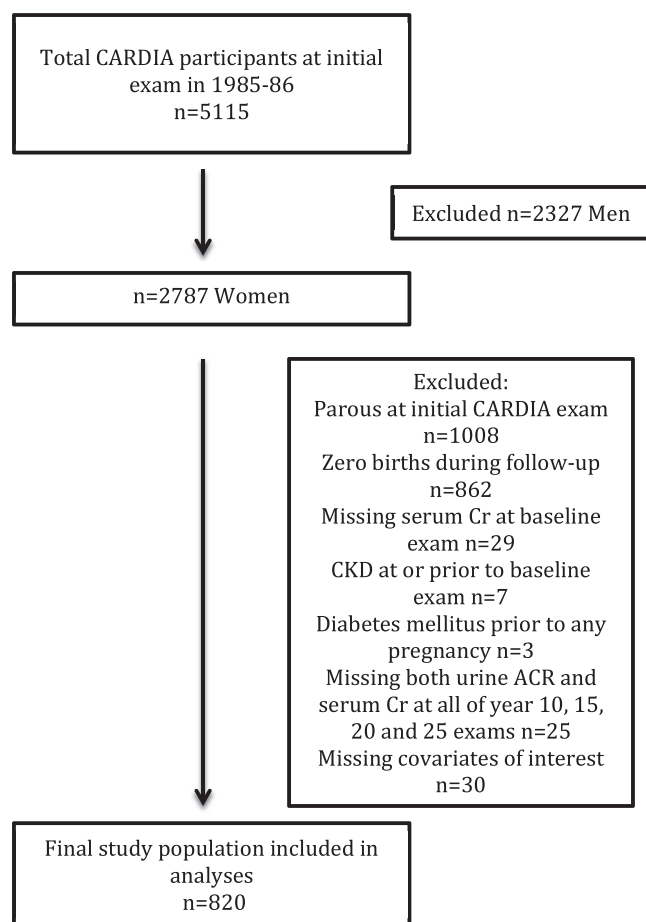 Total CARDIA participants at initial
exam in 1985-86
n=5115
Excluded n=2327 Men
n=2787 Women
Excluded:
Parous at initial CARDIA exam
n=1008
Zero births during follow-up
n=862
Missing serum Cr at baseline
exam n=29
CKD at or prior to baseline
exam n=7
Diabetes mellitus prior to any
pregnancy n=3
Missing both urine ACR and
serum Cr at all of year 10, 15,
20 and 25 exams n=25
Missing covariates of interest
n=30
Final study population included in
analyses
n=820